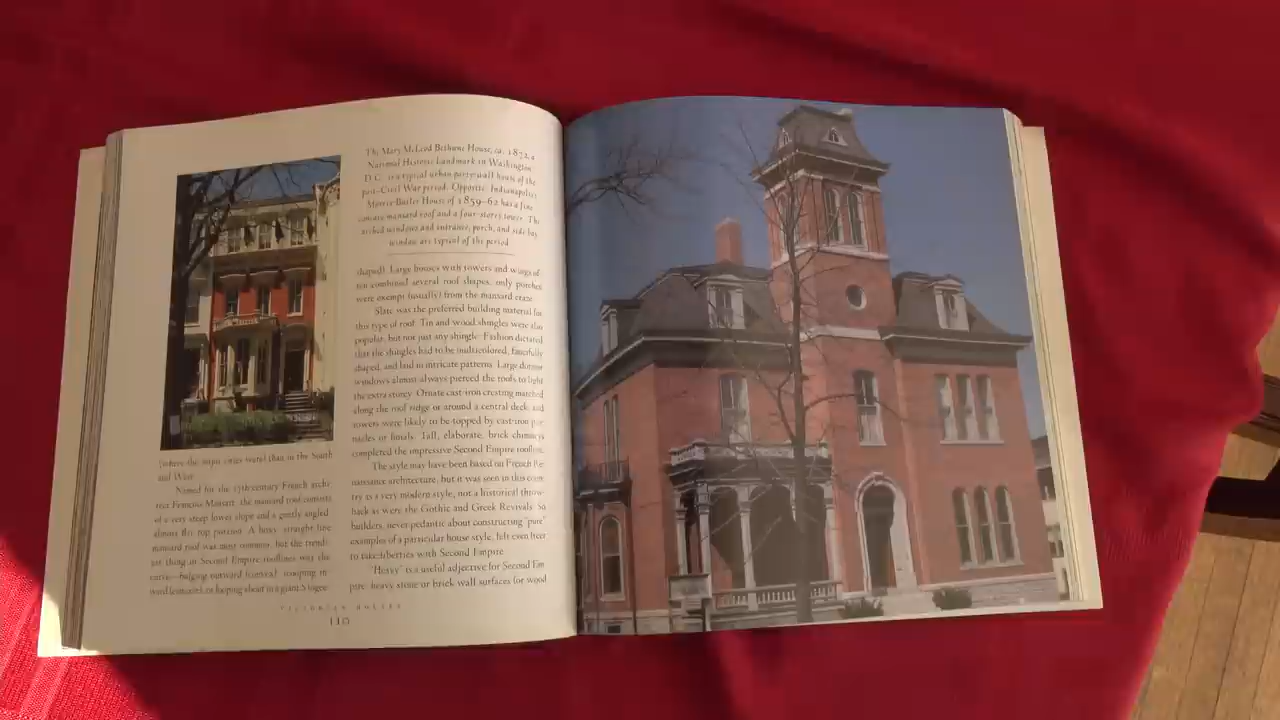 The Mary McLeod Bethune House, ca. 1872, a
National Historic Landmark in Washington
D.C. is a typical urban party-wall house of the
post-Civil War period. Opposite: Indianapolis'
Morris-Butler House of 1859–62 has a fine
concave mansard roof and a four-story tower. The
arched windows and entrance, porch, and side bay
window are typical of the period
(where the major cities were) than in the South
and West
Named for the 17th-century French archi-
tect François Mansart, the mansard roof consists
of a very steep lower slope and a gently angled
almost flat top portion. A boxy, straight-line
mansard roof was most common, but the trendi-
est thing in Second Empire rooflines was the
curve—bulging outward (convex), swooping in-
ward (concave), or looping about in a giant S (ogee-
shaped). Large houses with towers and wings of-
ten combined several roof shapes, only porches
were exempt (usually) from the mansard craze.
Slate was the preferred building material for
this type of roof. Tin and wood shingles were also
popular, but not just any shingle. Fashion dictated
that the shingles had to be multicolored, fancifully
shaped, and laid in intricate patterns. Large dormer
windows almost always pierced the roofs to light
the extra storey. Ornate cast-iron cresting marched
along the roof ridge or around a central deck, and
towers were likely to be topped by cast-iron pin-
nacles or finials. Tall, elaborate, brick chimneys
completed the impressive Second Empire roofline.
The style may have been based on French Re-
naissance architecture, but it was seen in this coun-
try as a very modern style, not a historical throw-
back as were the Gothic and Greek Revivals. So
builders, never pedantic about constructing "pure"
examples of a particular house style, felt even freer
to take liberties with Second Empire
"Heavy" is a useful adjective for Second Em-
pire: heavy stone or brick wall surfaces (or wood
VICTORIAN HOUSES
110